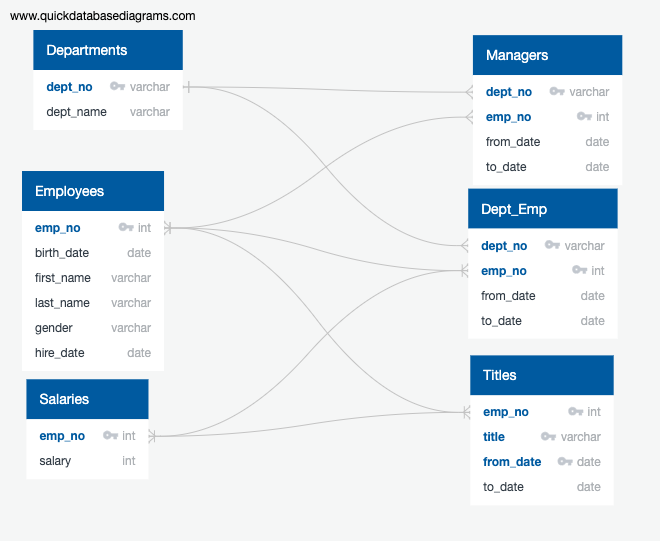 www.quickdatabasediagrams.com
Departments
dept_no varchar
dept_name varchar
Employees
emp_no int
birth_date date
first_name varchar
last_name varchar
gender varchar
hire_date date
Salaries
emp_no int
salary int
Managers
dept_no varchar
emp_no int
from_date date
to_date date
Dept_Emp
dept_no varchar
emp_no int
from_date date
to_date date
Titles
emp_no int
title varchar
from_date date
to_date date